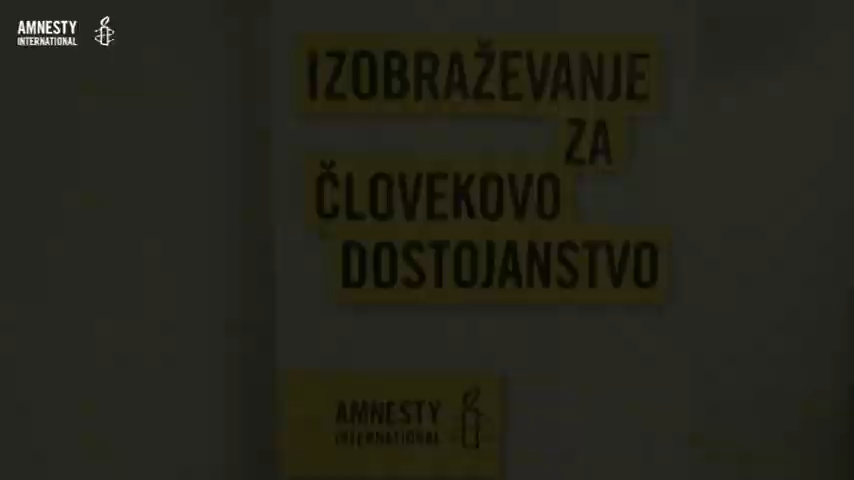 AMNESTY
INTERNATIONAL
IZOBRAŽEVANJE
ZA
ČLOVEKOVO
DOSTOJANSTVO
AMNESTY
INTERNATIONAL